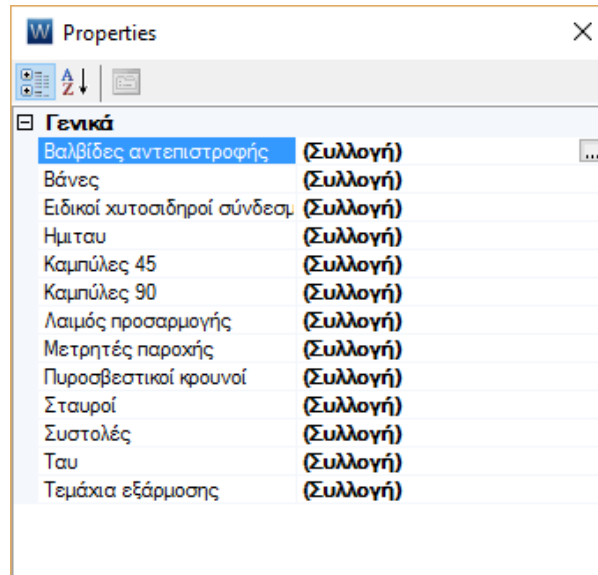 W Properties
A Z
Γενικά
Βαλβίδες αντεπιστροφής (Συλλογή) ...
Βάνες (Συλλογή)
Ειδικοί χυτοσιδηροί σύνδεσμ (Συλλογή)
Ημιταυ (Συλλογή)
Καμπύλες 45 (Συλλογή)
Καμπύλες 90 (Συλλογή)
Λαιμός προσαρμογής (Συλλογή)
Μετρητές παροχής (Συλλογή)
Πυροσβεστικοί κρουνοί (Συλλογή)
Σταυροί (Συλλογή)
Συστολές (Συλλογή)
Ταυ (Συλλογή)
Τεμάχια εξάρμοσης (Συλλογή)